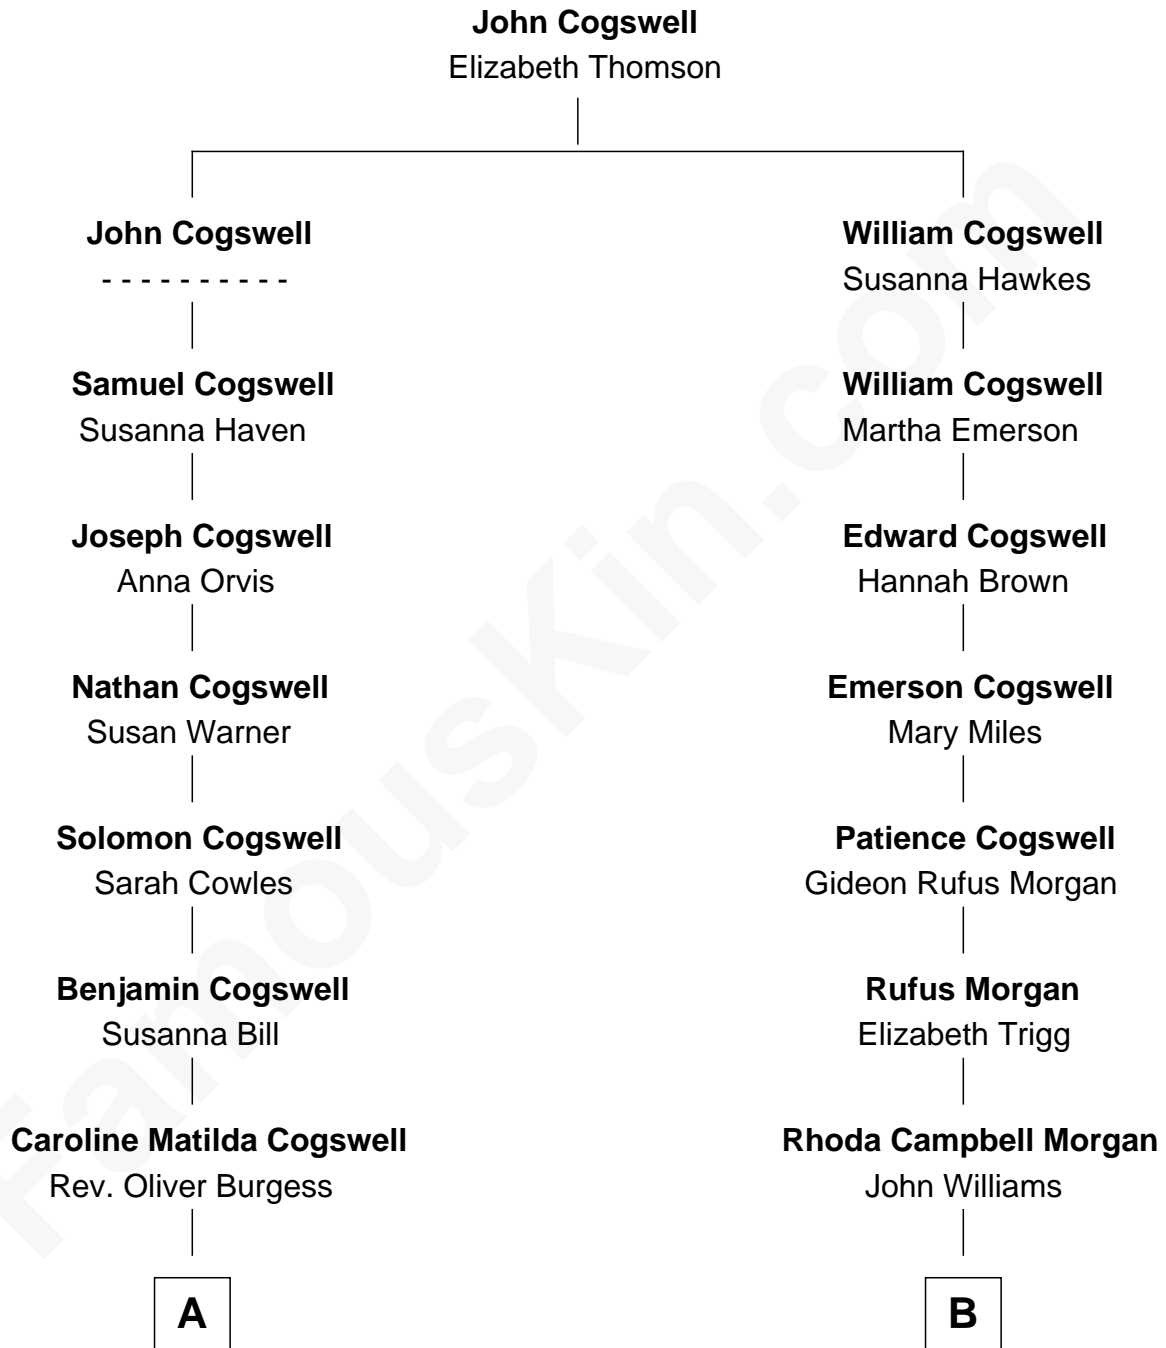 John Cogswell
Elizabeth Thomson
John Cogswell
- - - - - - - - - -
Samuel Cogswell
Susanna Haven
Joseph Cogswell
Anna Orvis
Nathan Cogswell
Susan Warner
Solomon Cogswell
Sarah Cowles
Benjamin Cogswell
Susanna Bill
Caroline Matilda Cogswell
Rev. Oliver Burgess
A
William Cogswell
Susanna Hawkes
William Cogswell
Martha Emerson
Edward Cogswell
Hannah Brown
Emerson Cogswell
Mary Miles
Patience Cogswell
Gideon Rufus Morgan
Rufus Morgan
Elizabeth Trigg
Rhoda Campbell Morgan
John Williams
B
FamousKin.com